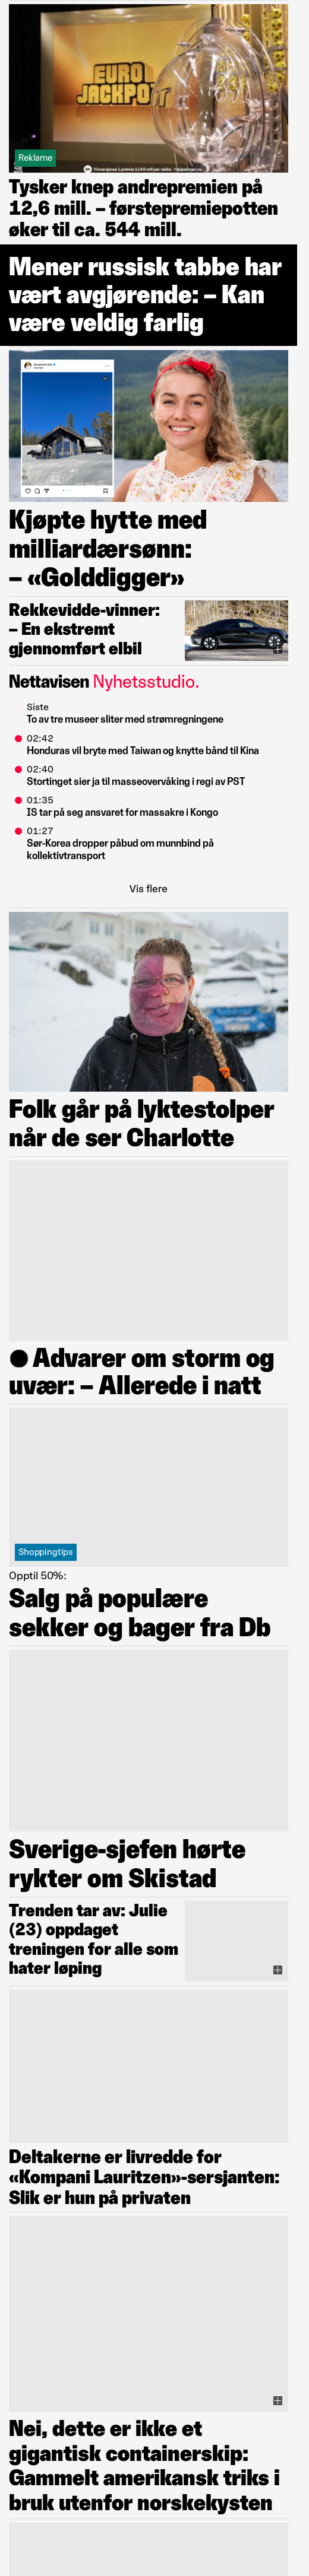 EURO
JACKPOT
Reklame
Tysker knep andrepremien på
12,6 mill. – førstepremiepotten
øker til ca. 544 mill.
Mener russisk tabbe har
vært avgjørende: – Kan
være veldig farlig
Kjøpte hytte med
milliardærsønn:
– «Golddigger»
Rekkevidde-vinner:
– En ekstremt
gjennomført elbil
Nettavisen Nyhetsstudio.
Siste
To av tre museer sliter med strømregningene
02:42
Honduras vil bryte med Taiwan og knytte bånd til Kina
02:40
Stortinget sier ja til masseovervåking i regi av PST
01:35
IS tar på seg ansvaret for massakre i Kongo
01:27
Sør-Korea dropper påbud om munnbind på
kollektivtransport
Vis flere
Folk går på lyktestolper
når de ser Charlotte
Advarer om storm og
uvær: – Allerede i natt
Shoppingtips
Opptil 50%:
Salg på populære
sekker og bager fra Db
Sverige-sjefen hørte
rykter om Skistad
Trenden tar av: Julie
(23) oppdaget
treningen for alle som
hater løping
Deltakerne er livredde for
«Kompani Lauritzen»-sersjanten:
Slik er hun på privaten
Nei, dette er ikke et
gigantisk containerskip:
Gammelt amerikansk triks i
bruk utenfor norskekysten